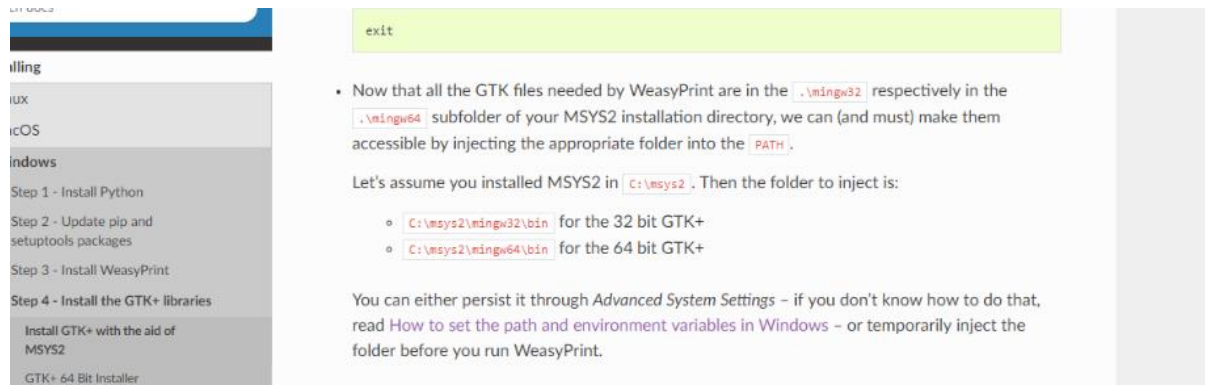 exit
lling
ux
cOS
indows
Step 1 - Install Python
Step 2 - Update pip and
setuptools packages
Step 3 - Install WeasyPrint
Step 4 - Install the GTK+ libraries
Install GTK+ with the aid of
MSYS2
GTK+ 64 Bit Installer
• Now that all the GTK files needed by WeasyPrint are in the .\mingw32 respectively in the
.\mingw64 subfolder of your MSYS2 installation directory, we can (and must) make them
accessible by injecting the appropriate folder into the PATH .
Let's assume you installed MSYS2 in C:\msys2 . Then the folder to inject is:
C:\msys2\mingw32\bin for the 32 bit GTK+
C:\msys2\mingw64\bin for the 64 bit GTK+
You can either persist it through Advanced System Settings – if you don't know how to do that,
read How to set the path and environment variables in Windows – or temporarily inject the
folder before you run WeasyPrint.